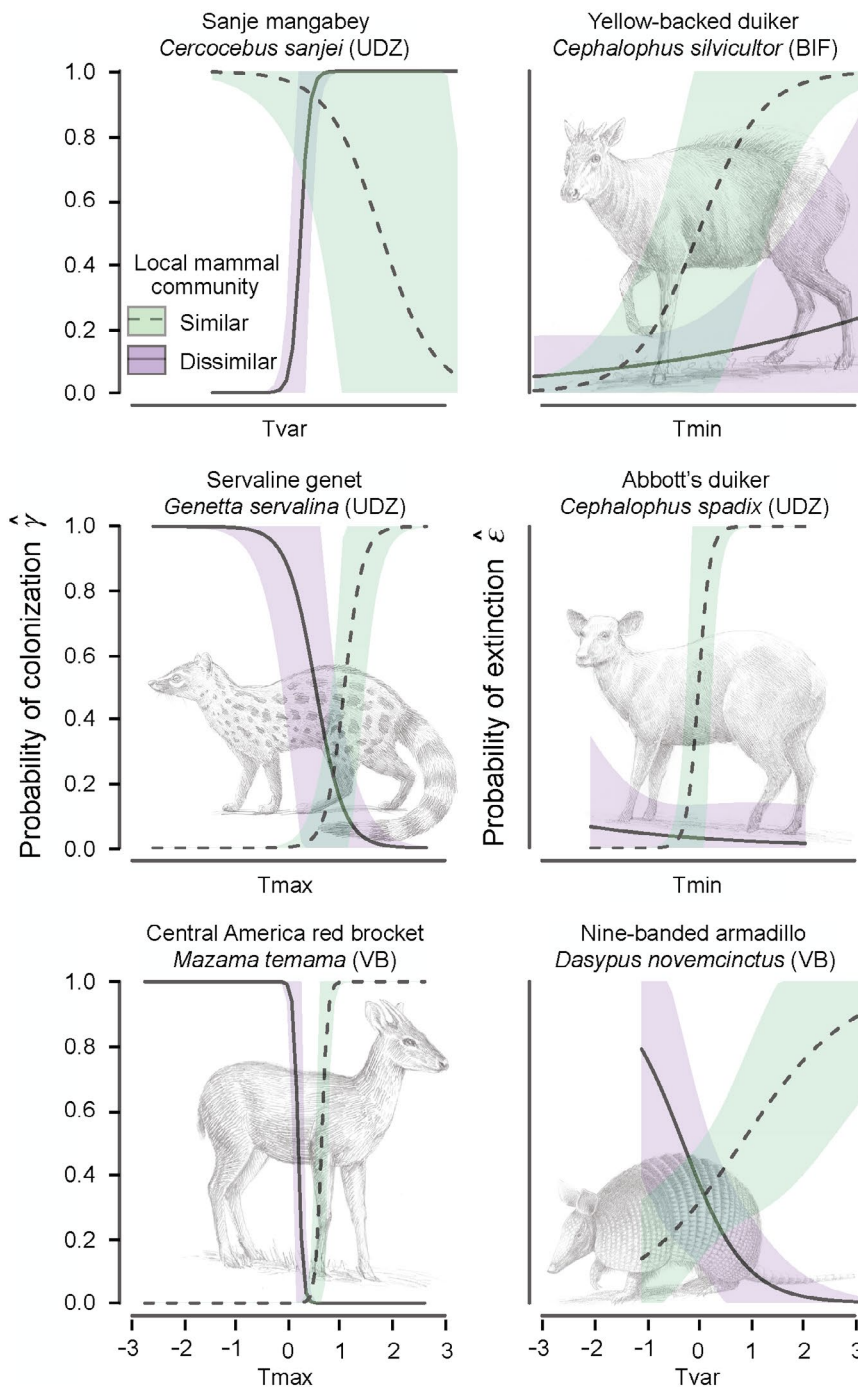 Sanje mangabey
Cercocebus sanjei (UDZ)
1.0
0.8
0.6
0.4
0.2
0.0
Local mammal
community
Similar
Dissimilar
Tvar
Yellow-backed duiker
Cephalophus silvicultor (BIF)
Tmin
Probability of colonization γ̂
Servaline genet
Genetta servalina (UDZ)
1.0
0.8
0.6
0.4
0.2
0.0
Tmax
Probability of extinction ε̂
Abbott's duiker
Cephalophus spadix (UDZ)
Tmin
Central America red brocket
Mazama temama (VB)
1.0
0.8
0.6
0.4
0.2
0.0
-3 -2 -1 0 1 2 3
Tmax
Nine-banded armadillo
Dasypus novemcinctus (VB)
-3 -2 -1 0 1 2 3
Tvar